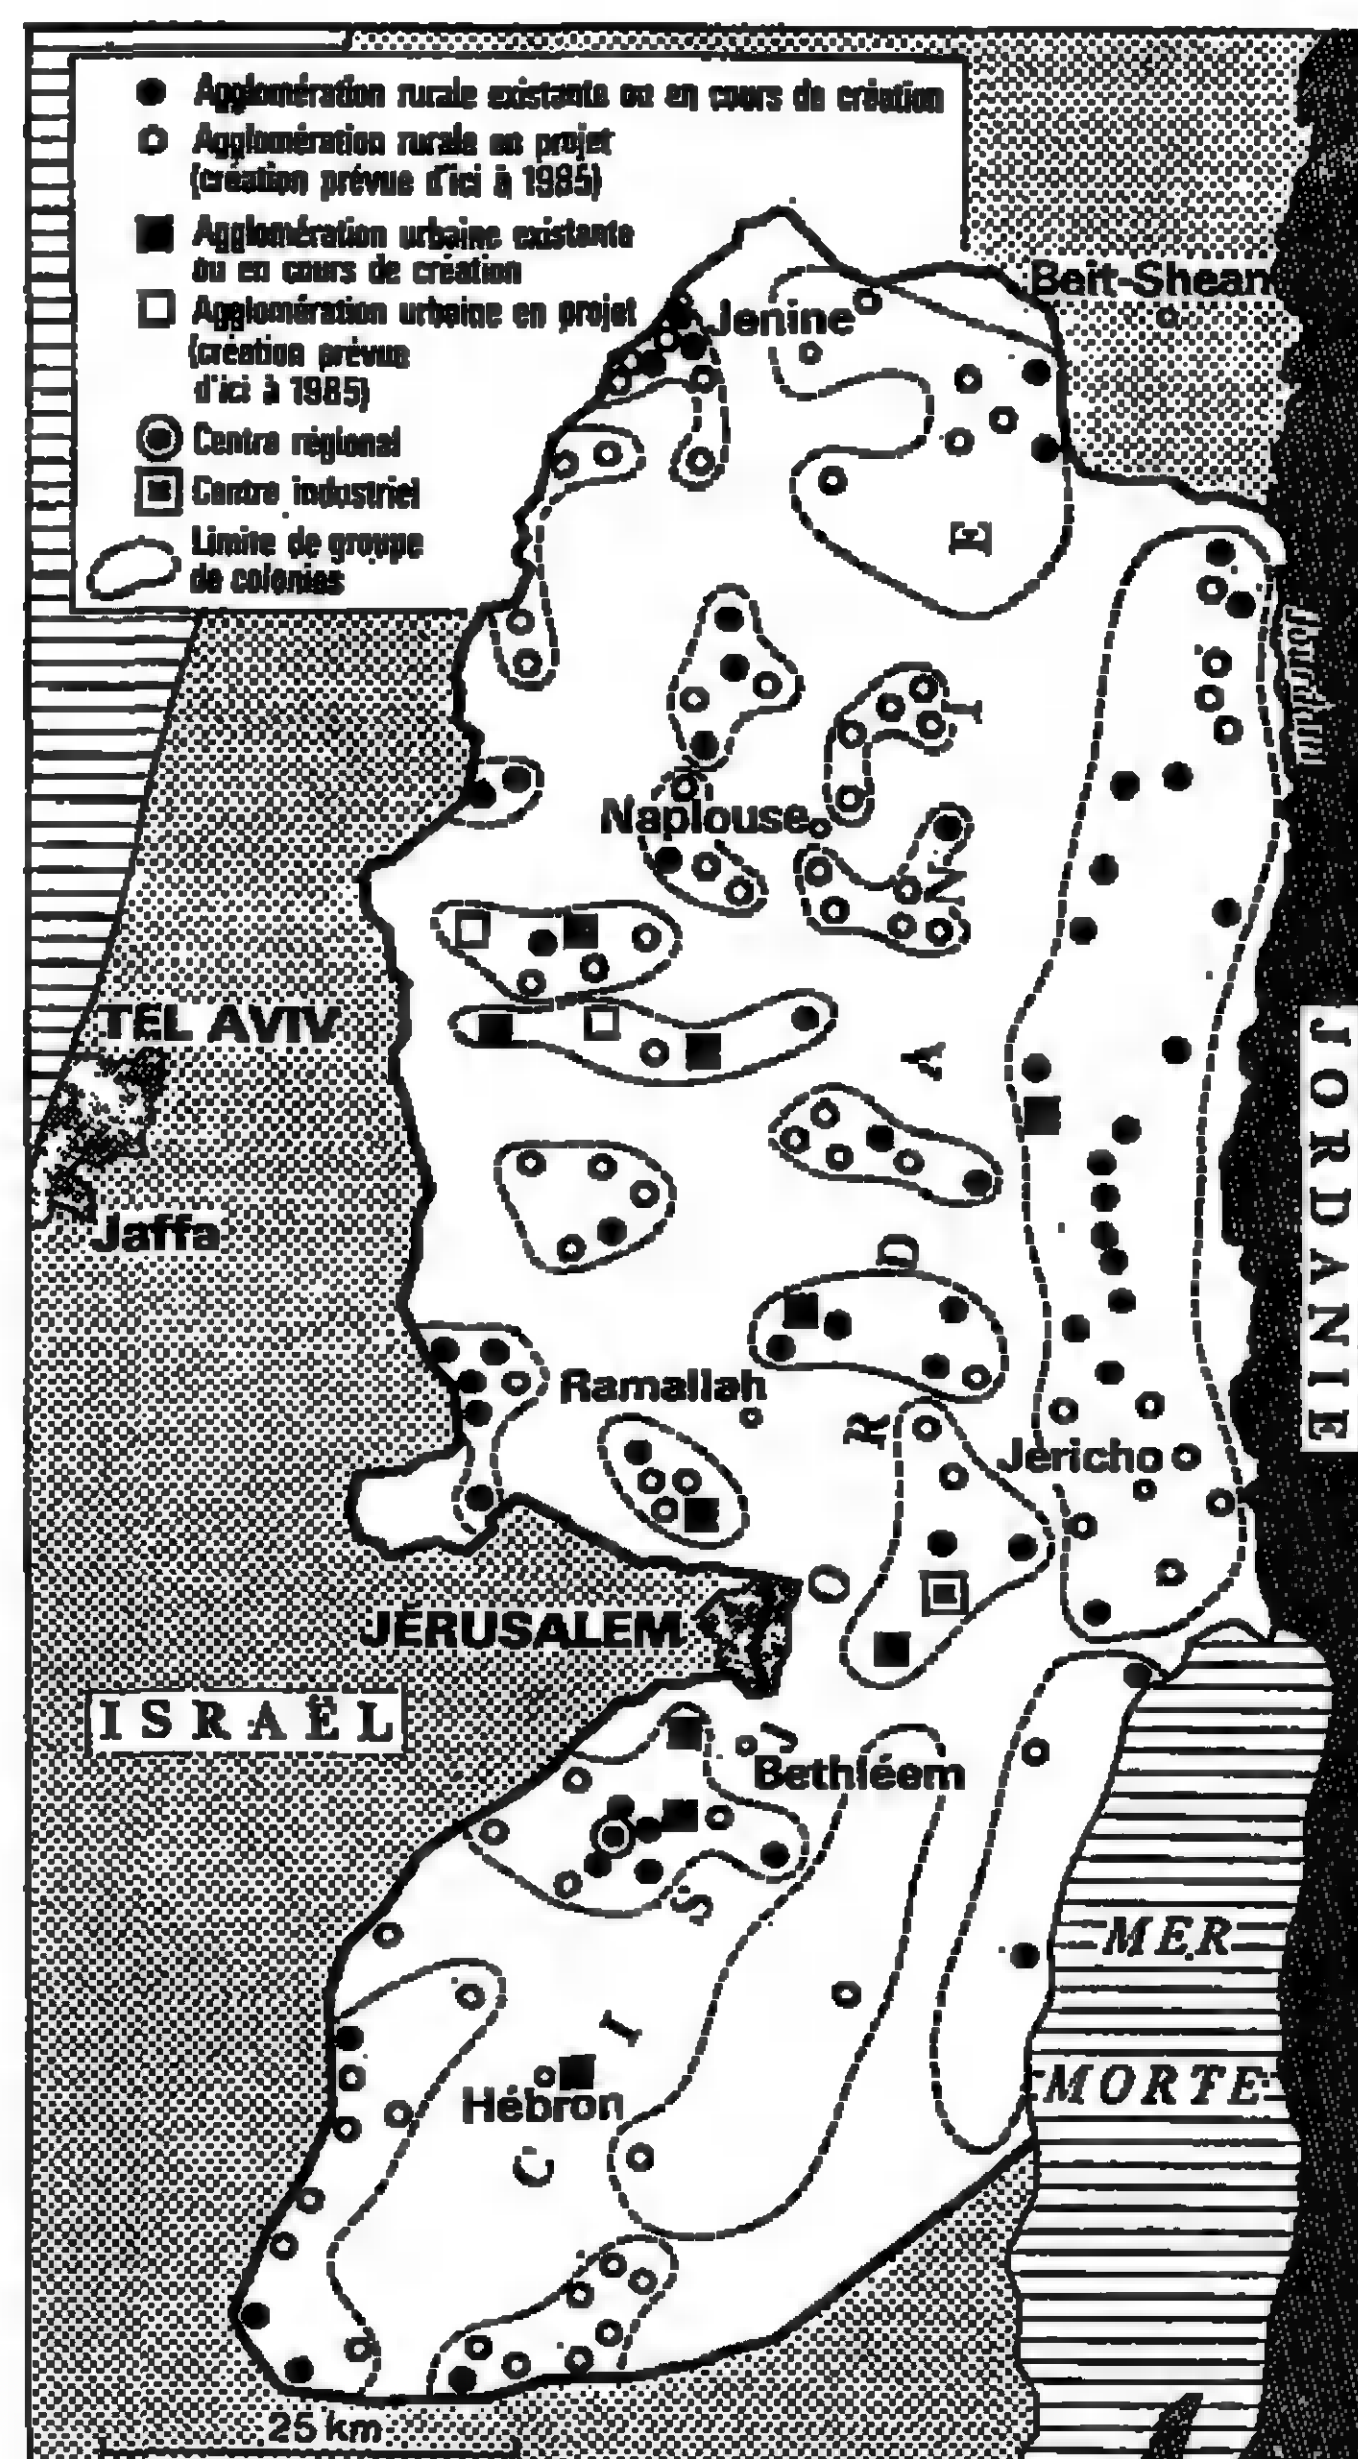 Agglomération rurale existante ou en cours de création
Agglomération rurale en projet
(création prévue d'ici à 1985)
Agglomération urbaine existante
ou en cours de création
Agglomération urbaine en projet
(création prévue
d'ici à 1985)
Centre régional
Centre industriel
Limite de groupe
de colonies
Beit-Shean
Jenine
Jourdain
Naplouse
TEL AVIV
Jaffa
JORDANIE
CISJORDANIE
Ramallah
Jericho
JÉRUSALEM
ISRAËL
Bethléem
MER
MORTE
Hébron
25 km